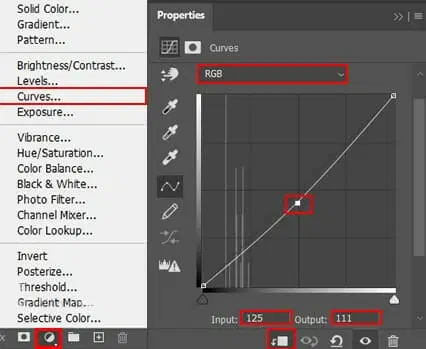 Solid Color...
Gradient...
Pattern...
Brightness/Contrast...
Levels...
Curves...
Exposure...
Vibrance...
Hue/Saturation...
Color Balance...
Black & White...
Photo Filter...
Channel Mixer...
Color Lookup...
Invert
Posterize...
Threshold...
Gradient Map...
Selective Color...
Properties
Curves
RGB
Input: 125 Output: 111